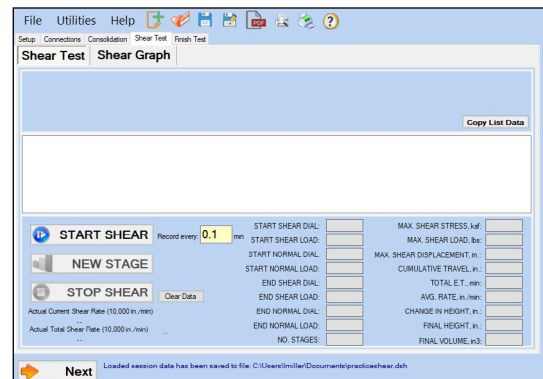 File Utilities Help
Setup Connections Consolidation Shear Test Finish Test
Shear Test Shear Graph
Copy List Data
START SHEAR Record every: 0.1 min
NEW STAGE
STOP SHEAR Clear Data
Actual Current Shear Rate (10,000 in./min)
--
Actual Total Shear Rate (10,000 in./min) --
--
START SHEAR DIAL:
START SHEAR LOAD:
START NORMAL DIAL:
START NORMAL LOAD:
END SHEAR DIAL:
END SHEAR LOAD:
END NORMAL DIAL:
END NORMAL LOAD:
NO. STAGES:
MAX. SHEAR STRESS, ksf:
MAX. SHEAR LOAD, lbs:
MAX. SHEAR DISPLACEMENT, in.:
CUMULATIVE TRAVEL, in.:
TOTAL E.T., min:
AVG. RATE, in./min:
CHANGE IN HEIGHT, in.:
FINAL HEIGHT, in.:
FINAL VOLUME, in3:
Next Loaded session data has been saved to file: C:\Users\lmiller\Documents\practiceshear.dsh